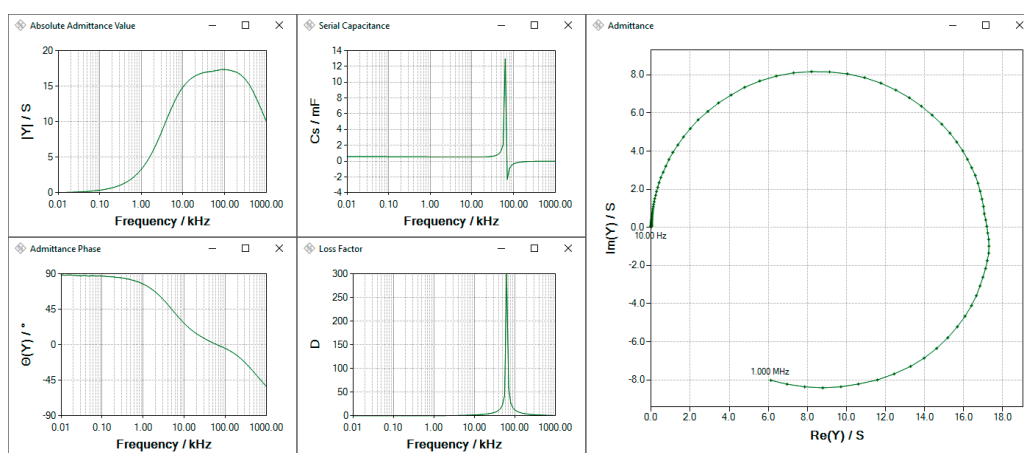 Absolute Admittance Value
20
15
10
5
0
|Y| / S
0.01 0.10 1.00 10.00 100.00 1000.00
Frequency / kHz
Serial Capacitance
14
12
10
8
6
4
2
0
-2
-4
Cs / mF
0.01 0.10 1.00 10.00 100.00 1000.00
Frequency / kHz
Admittance Phase
90
45
0
-45
-90
Θ(Y) / °
0.01 0.10 1.00 10.00 100.00 1000.00
Frequency / kHz
Loss Factor
300
250
200
150
100
50
0
D
0.01 0.10 1.00 10.00 100.00 1000.00
Frequency / kHz
Admittance
8.0
6.0
4.0
2.0
0.0
-2.0
-4.0
-6.0
-8.0
Im(Y) / S
10.00 Hz
1.000 MHz
0.0 2.0 4.0 6.0 8.0 10.0 12.0 14.0 16.0 18.0
Re(Y) / S